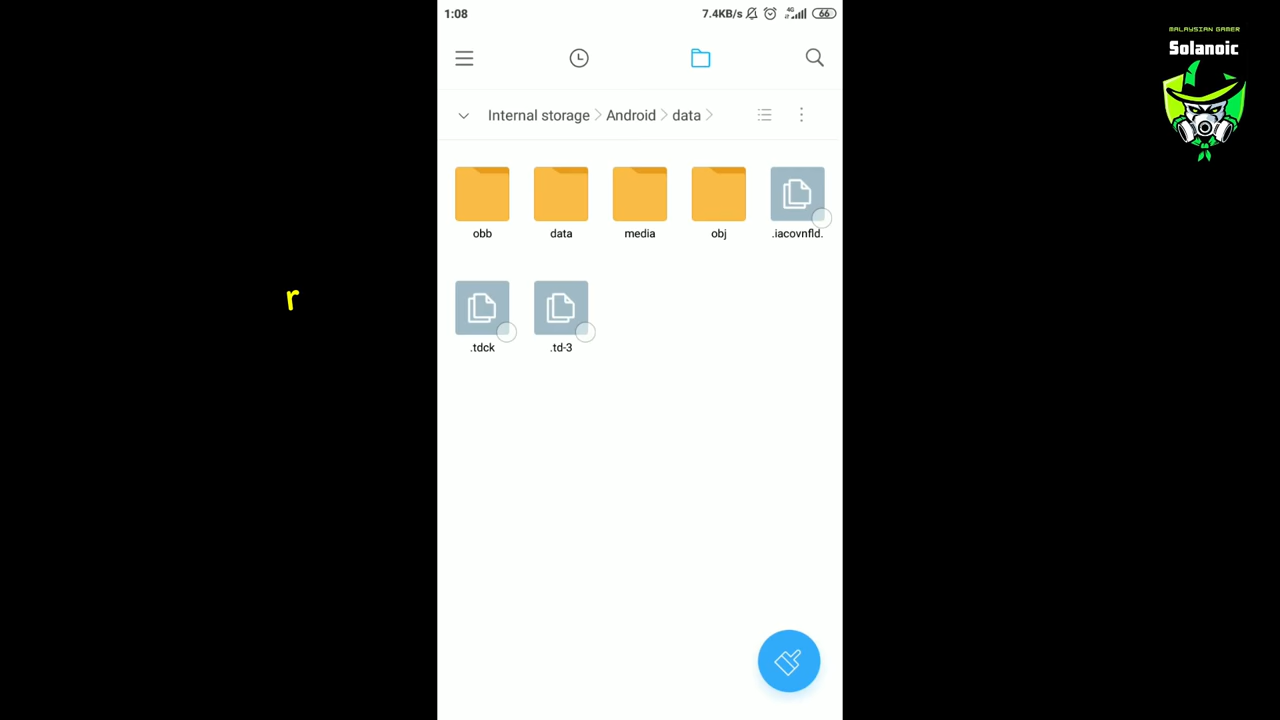 1:08
7.4KB/s 4G 66
MALAYSIAN GAMER
Solanoic
Internal storage > Android > data >
obb
data
media
obj
.iacovnfld.
.tdck
.td-3
r